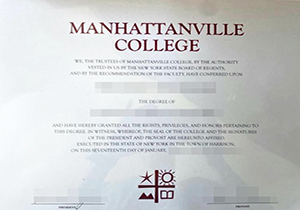 MANHATTANVILLE
COLLEGE
WE, THE TRUSTEES OF MANHATTANVILLE COLLEGE, BY THE AUTHORITY
VESTED IN US BY THE NEW YORK STATE BOARD OF REGENTS,
AND BY THE RECOMMENDATION OF THE FACULTY, HAVE CONFERRED UPON
THE DEGREE OF
AND HAVE HEREBY GRANTED ALL THE RIGHTS, PRIVILEGES, AND HONORS PERTAINING TO
THIS DEGREE. IN WITNESS, WHEREOF, THE SEAL OF THE COLLEGE AND THE SIGNATURES
OF THE PRESIDENT AND PROVOST ARE HEREUNTO AFFIXED.
EXECUTED IN THE STATE OF NEW YORK IN THE TOWN OF HARRISON,
ON THIS SEVENTEENTH DAY OF JANUARY,
PRESIDENT
PROVOST